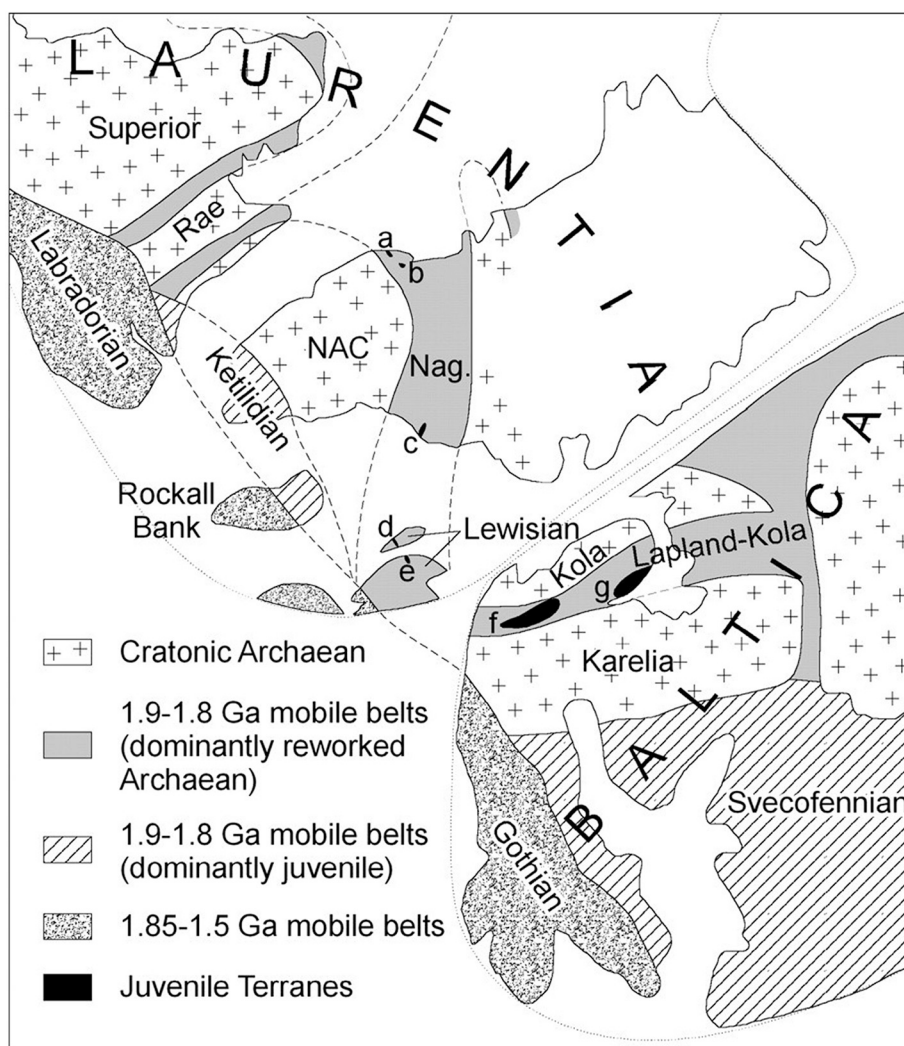 LAURENTIA
Superior
Rae
Labradorian
a
b
NAC
Nag.
Ketilidian
c
Rockall
Bank
d
Lewisian
e
BALTICA
Kola
Lapland-Kola
g
f
Karelia
Svecofennian
Gothian
Cratonic Archaean
1.9-1.8 Ga mobile belts
(dominantly reworked
Archaean)
1.9-1.8 Ga mobile belts
(dominantly juvenile)
1.85-1.5 Ga mobile belts
Juvenile Terranes